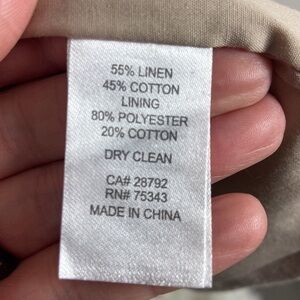 55% LINEN
45% COTTON
LINING
80% POLYESTER
20% COTTON
DRY CLEAN
CA# 28792
RN# 75343
MADE IN CHINA